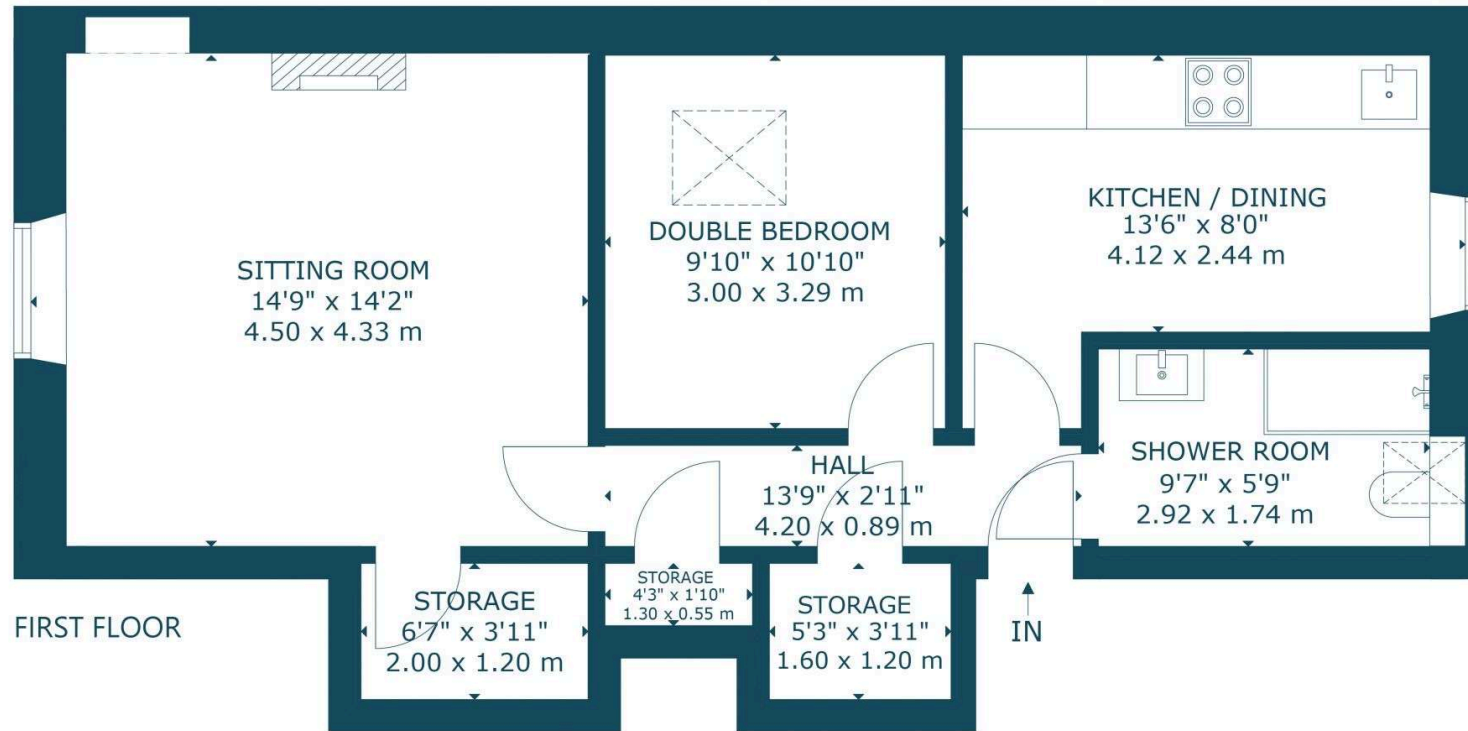 SITTING ROOM
14'9" x 14'2"
4.50 x 4.33 m
DOUBLE BEDROOM
9'10" x 10'10"
3.00 x 3.29 m
KITCHEN / DINING
13'6" x 8'0"
4.12 x 2.44 m
HALL
13'9" x 2'11"
4.20 x 0.89 m
SHOWER ROOM
9'7" x 5'9"
2.92 x 1.74 m
FIRST FLOOR
STORAGE
6'7" x 3'11"
2.00 x 1.20 m
STORAGE
4'3" x 1'10"
1.30 x 0.55 m
STORAGE
5'3" x 3'11"
1.60 x 1.20 m
IN